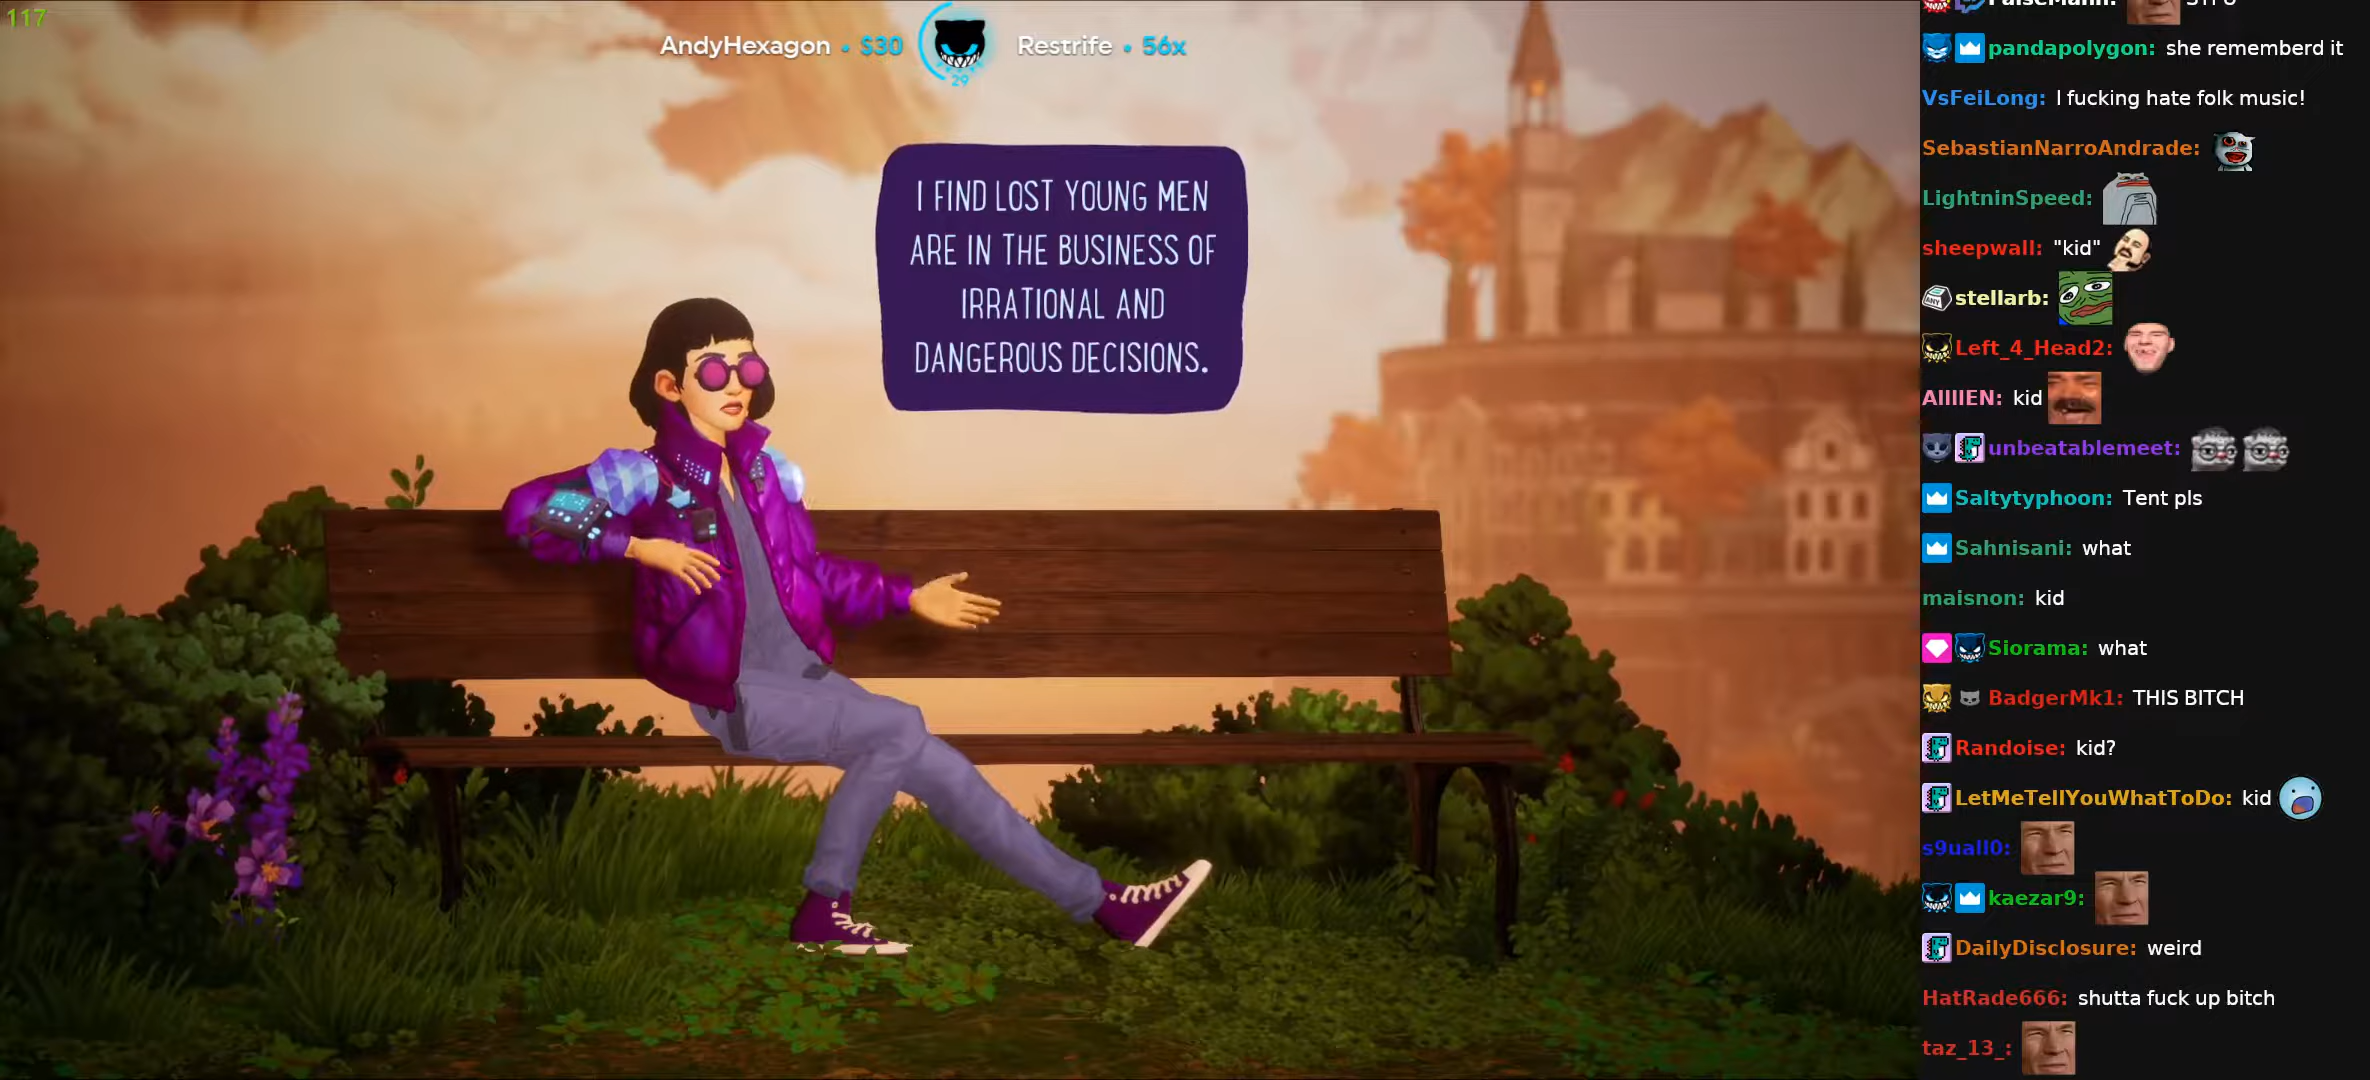 117
AndyHexagon • $30
29
Restrife • 56x
I FIND LOST YOUNG MEN
ARE IN THE BUSINESS OF
IRRATIONAL AND
DANGEROUS DECISIONS.
pandapolygon: she rememberd it
VsFeiLong: I fucking hate folk music!
SebastianNarroAndrade:
LightninSpeed:
sheepwall: "kid"
ANY
stellarb:
Left_4_Head2:
kid
unbeatablemeet:
Saltytyphoon: Tent pls
Sahnisani: what
maisnon: kid
Siorama: what
BadgerMk1: THIS BITCH
Randoise: kid?
LetMeTellYouWhatToDo: kid
s9uall0:
kaezar9:
DailyDisclosure: weird
HatRade666: shutta fuck up bitch
taz_13_: